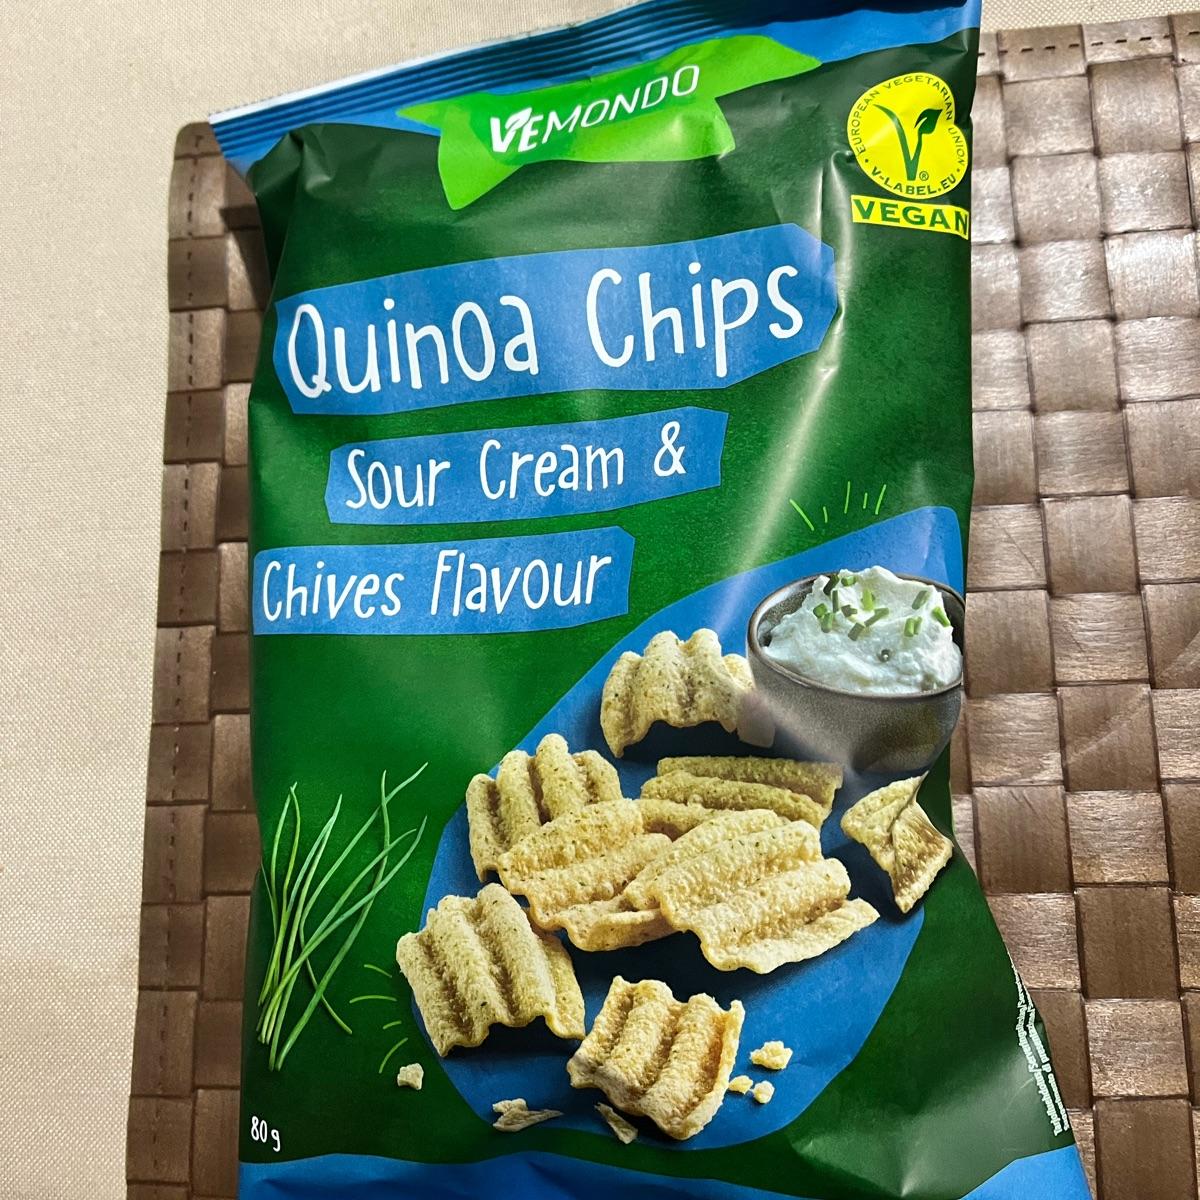 VEMONDO
EUROPEAN VEGETARIAN UNION
V-LABEL.EU
VEGAN
Quinoa Chips
Sour Cream &
Chives Flavour
80 g